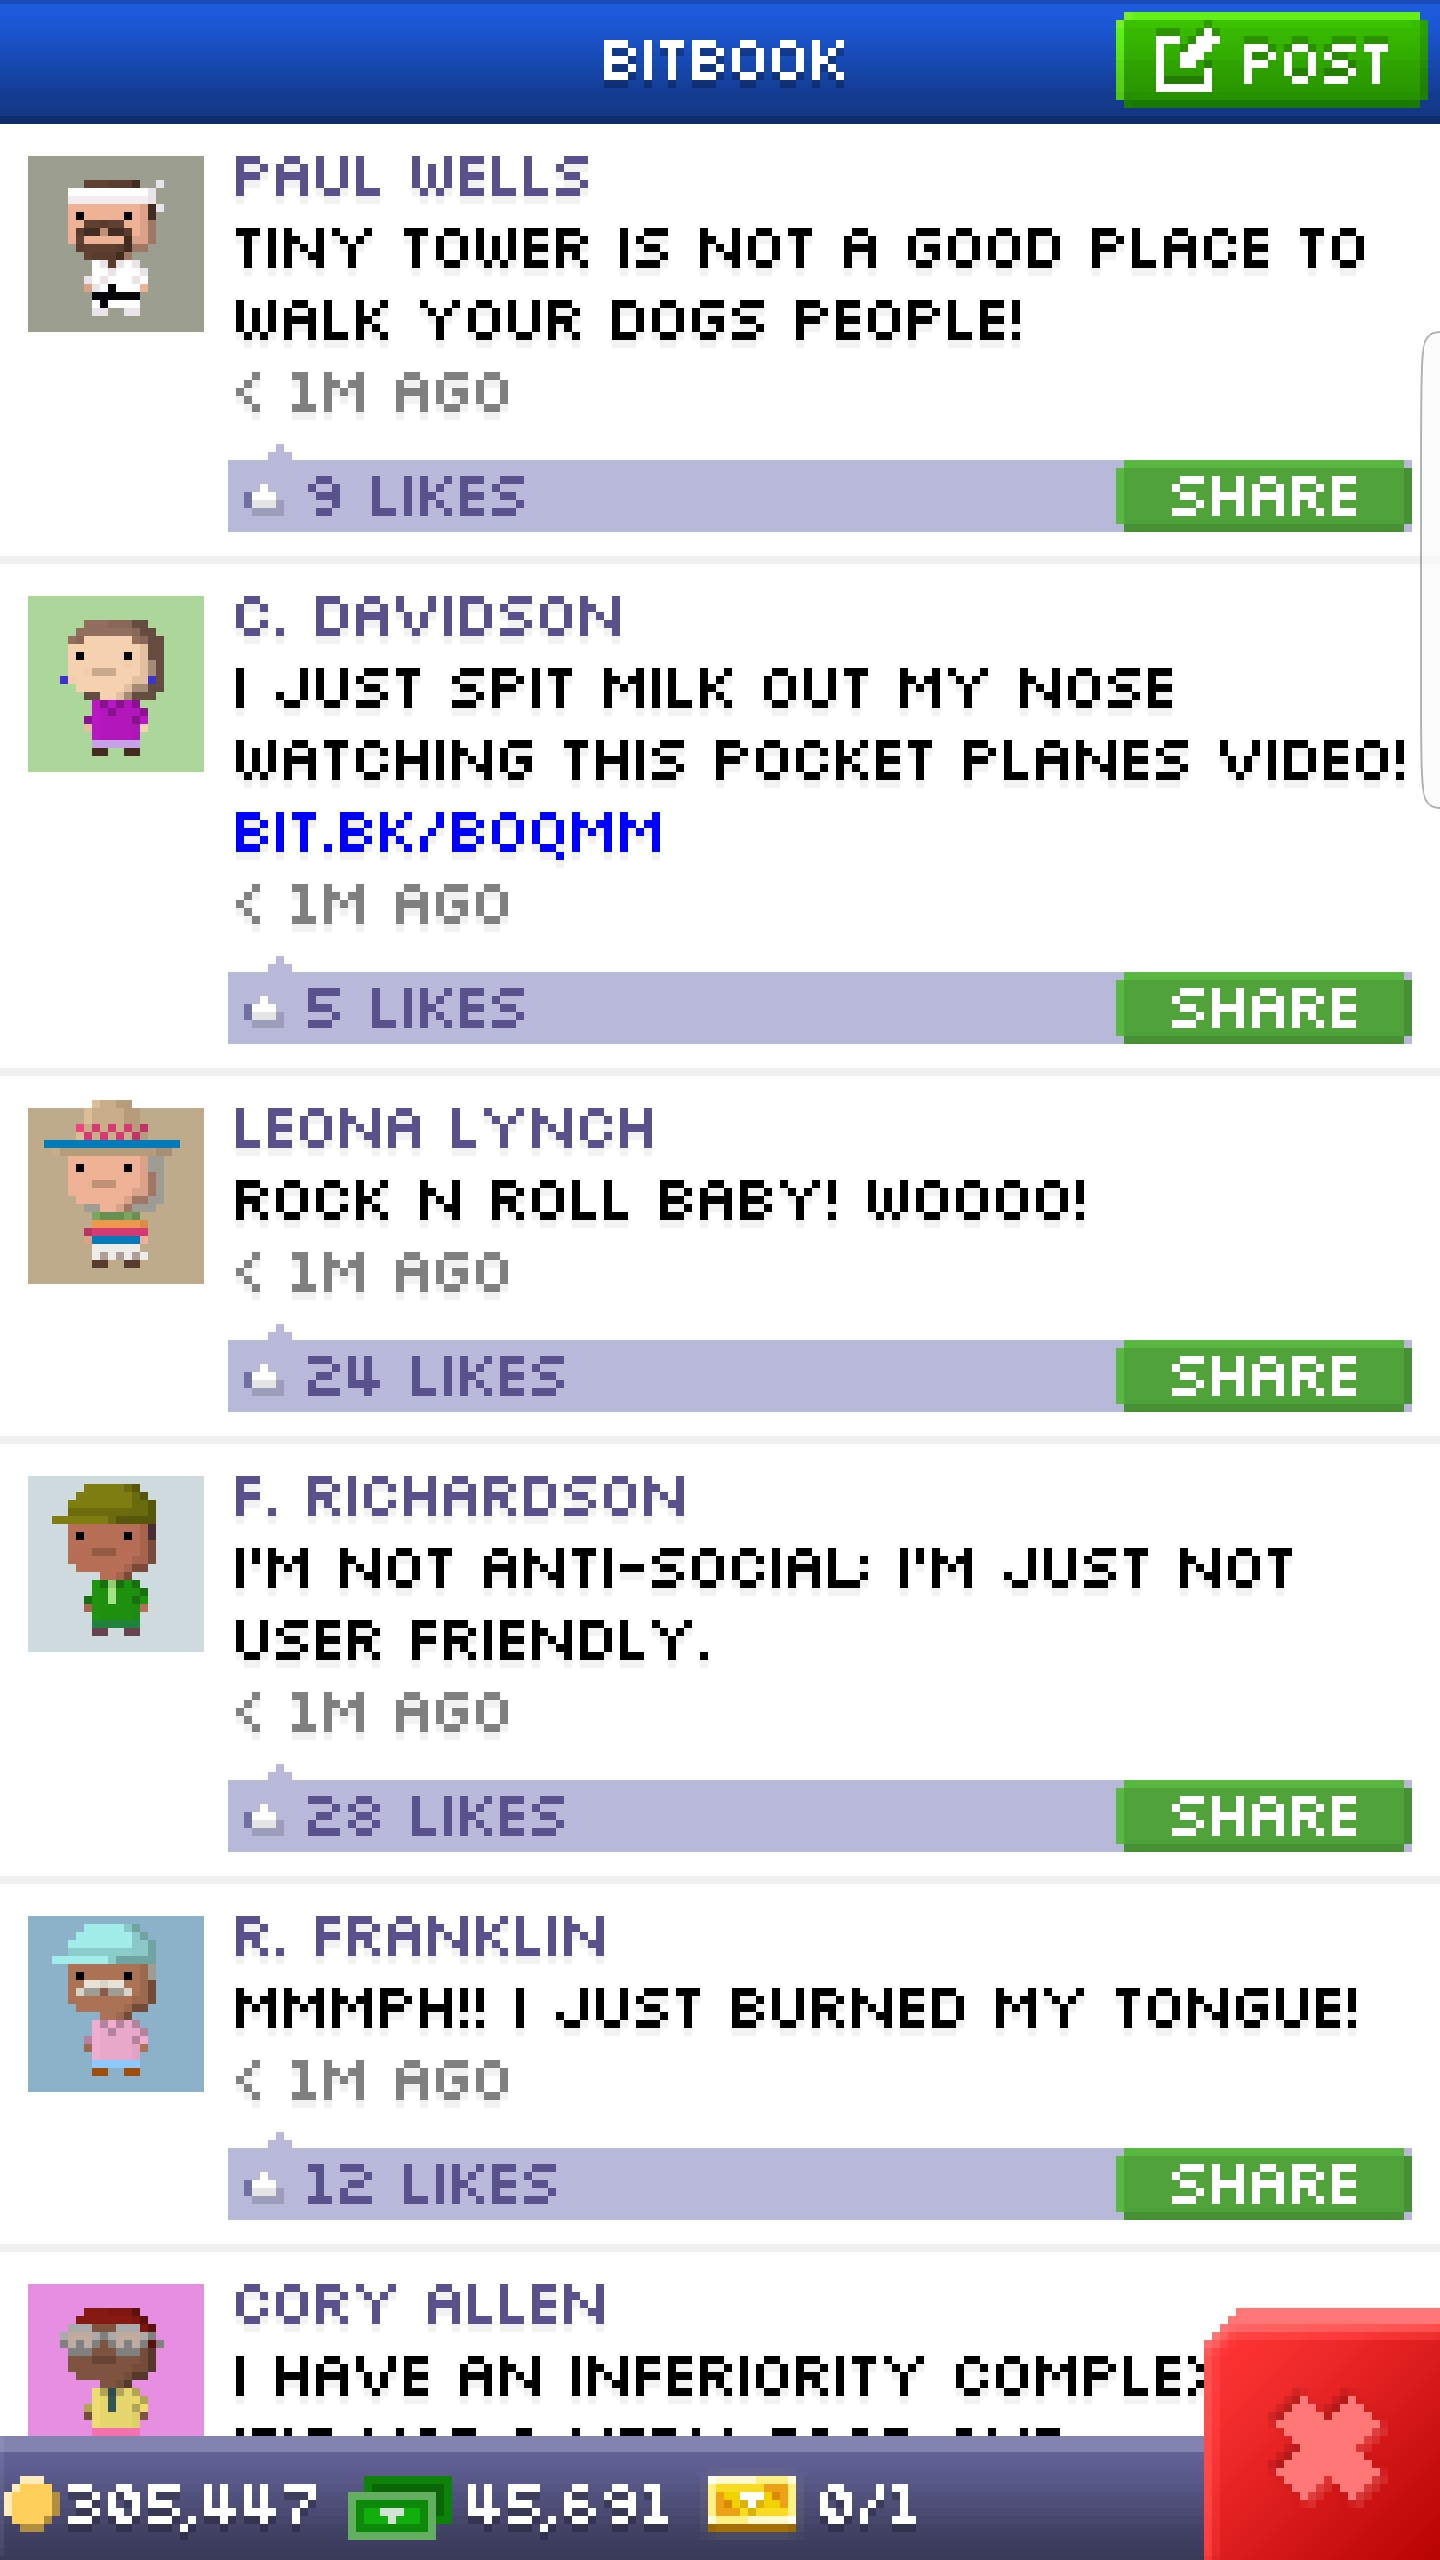 BITBOOK
POST
PAUL WELLS
TINY TOWER IS NOT A GOOD PLACE TO
WALK YOUR DOGS PEOPLE!
< 1M AGO
9 LIKES
SHARE
C. DAVIDSON
I JUST SPIT MILK OUT MY NOSE
WATCHING THIS POCKET PLANES VIDEO!
BIT.BK/BOQMM
< 1M AGO
5 LIKES
SHARE
LEONA LYNCH
ROCK N ROLL BABY! WOOOO!
< 1M AGO
24 LIKES
SHARE
F. RICHARDSON
I'M NOT ANTI-SOCIAL; I'M JUST NOT
USER FRIENDLY.
< 1M AGO
28 LIKES
SHARE
R. FRANKLIN
MMMPH!! I JUST BURNED MY TONGUE!
< 1M AGO
12 LIKES
SHARE
CORY ALLEN
I HAVE AN INFERIORITY
305,447
45,691
0/1